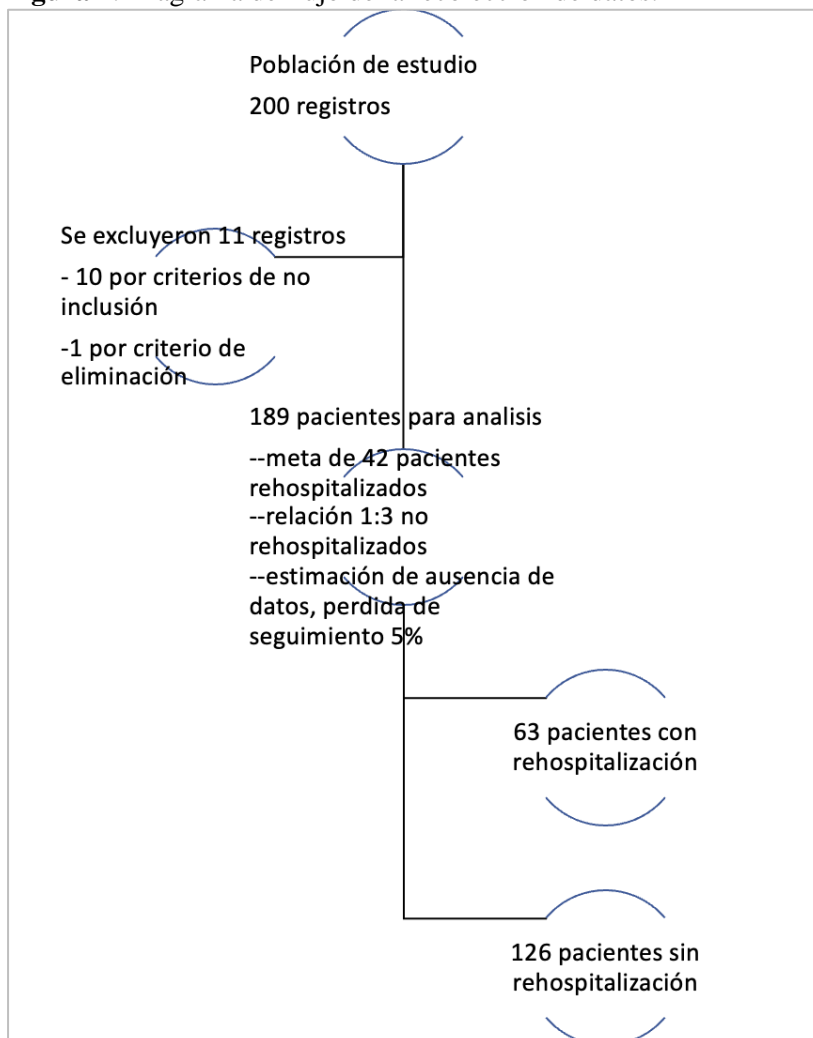 Población de estudio
200 registros
Se excluyeron 11 registros
- 10 por criterios de no
inclusión
-1 por criterio de
eliminación
189 pacientes para analisis
--meta de 42 pacientes
rehospitalizados
--relación 1:3 no
rehospitalizados
--estimación de ausencia de
datos, perdida de
seguimiento 5%
63 pacientes con
rehospitalización
126 pacientes sin
rehospitalización